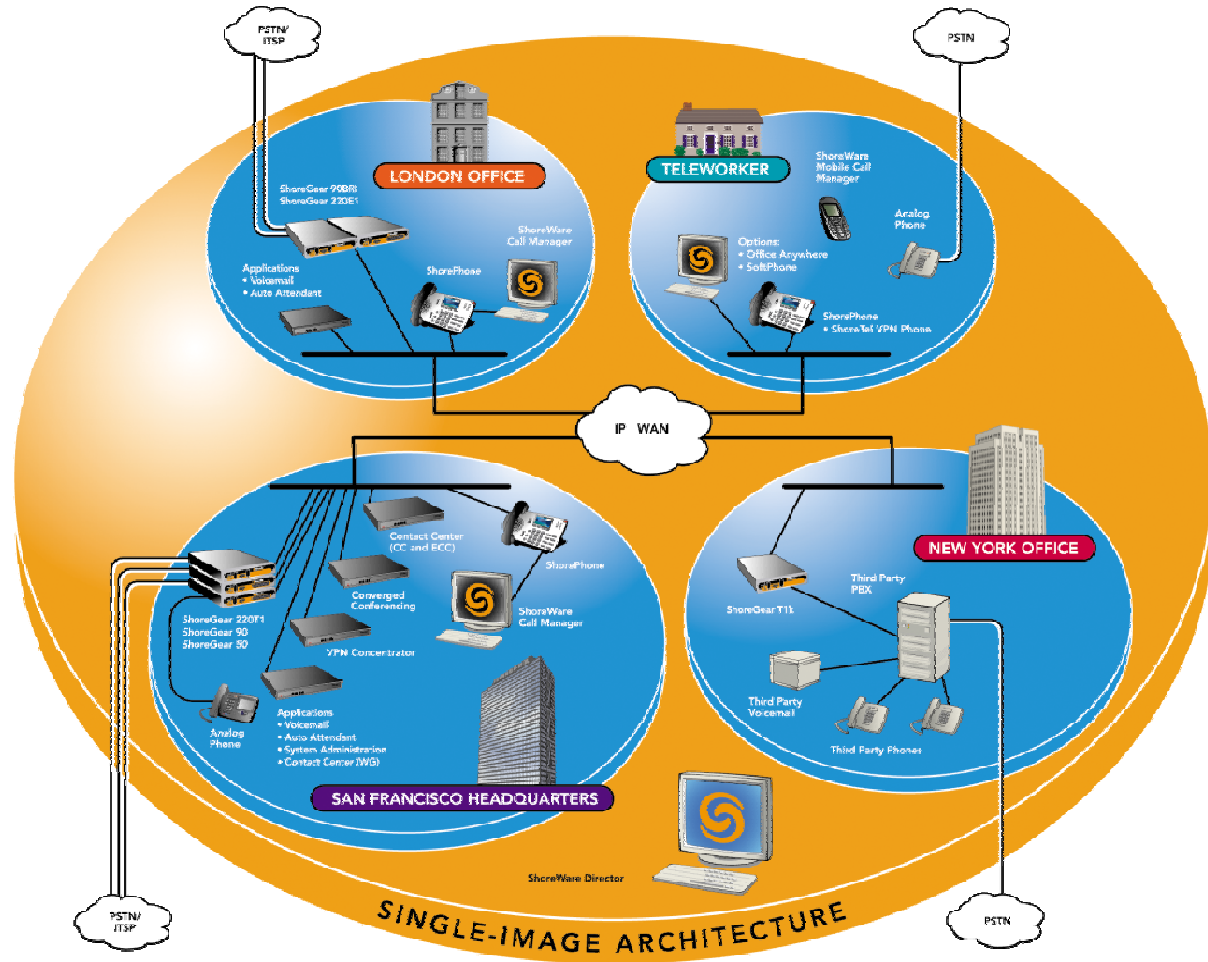 PSTN/
ITSP
PSTN
LONDON OFFICE
ShoreGear 90BRI
ShoreGear 220E1
ShoreWare
Call Manager
ShorePhone
Applications
• Voicemail
• Auto Attendant
TELEWORKER
ShoreWare
Mobile Call
Manager
Analog
Phone
Options:
• Office Anywhere
• SoftPhone
ShorePhone
• ShoreTel VPN Phone
IP WAN
Contact Center
(CC and ECC)
ShorePhone
Converged
Conferencing
ShoreWare
Call Manager
ShoreGear 220T1
ShoreGear 90
ShoreGear 50
VPN Concentrator
Analog
Phone
Applications
• Voicemail
• Auto Attendant
• System Administration
• Contact Center (WG)
SAN FRANCISCO HEADQUARTERS
NEW YORK OFFICE
Third Party
PBX
ShoreGear
Third Party
Voicemail
Third Party Phones
ShoreWare Director
PSTN/
ITSP
PSTN
SINGLE-IMAGE ARCHITECTURE